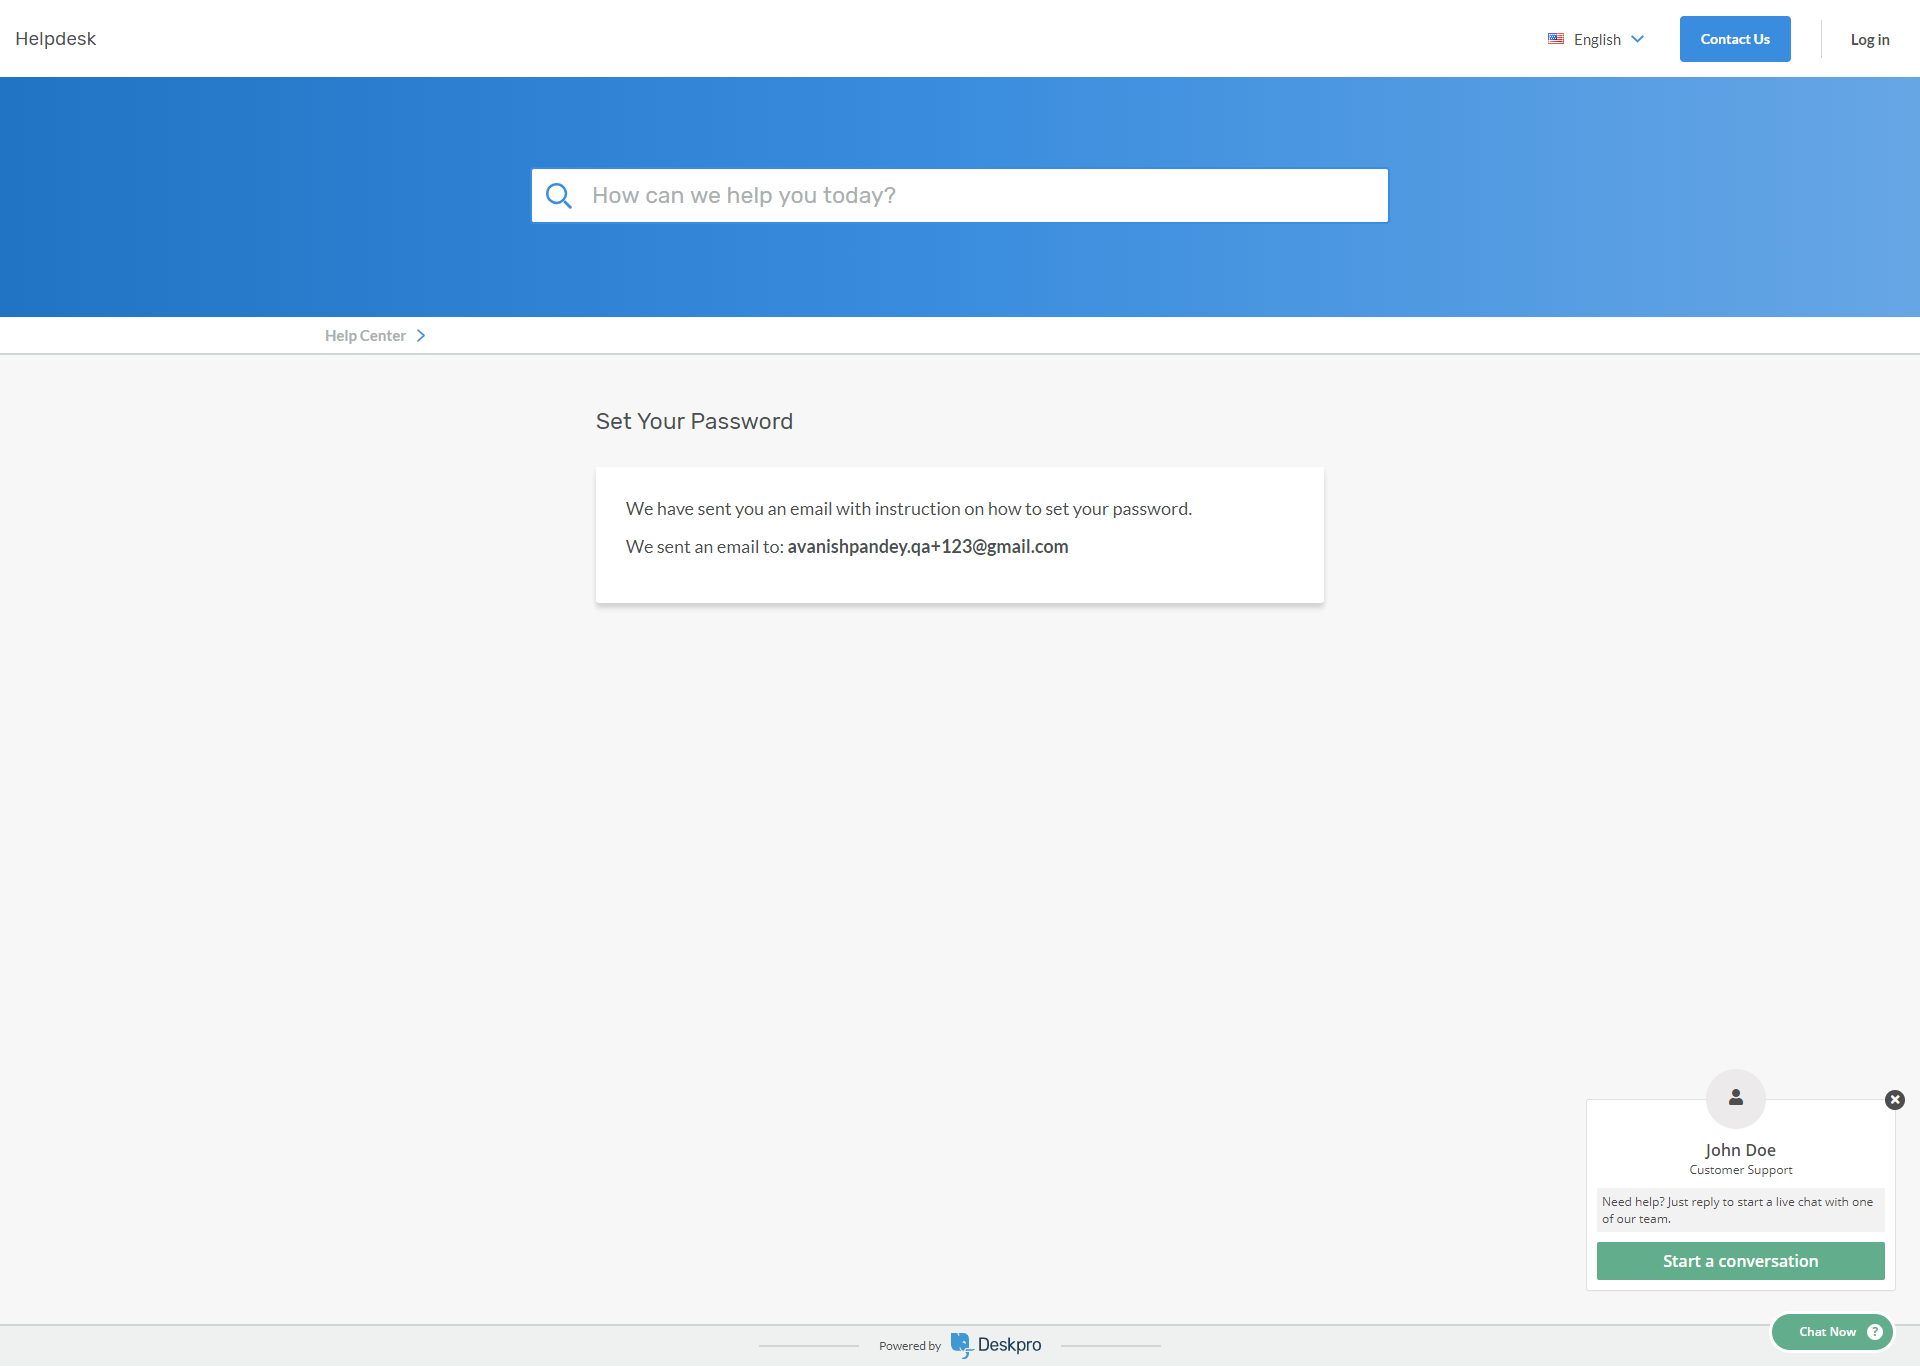 Helpdesk
English
Contact Us
Log in
How can we help you today?
Help Center
Set Your Password
We have sent you an email with instruction on how to set your password.
We sent an email to: avanishpandey.qa+123@gmail.com
John Doe
Customer Support
Need help? Just reply to start a live chat with one
of our team.
Start a conversation
Powered by Deskpro
Chat Now ?